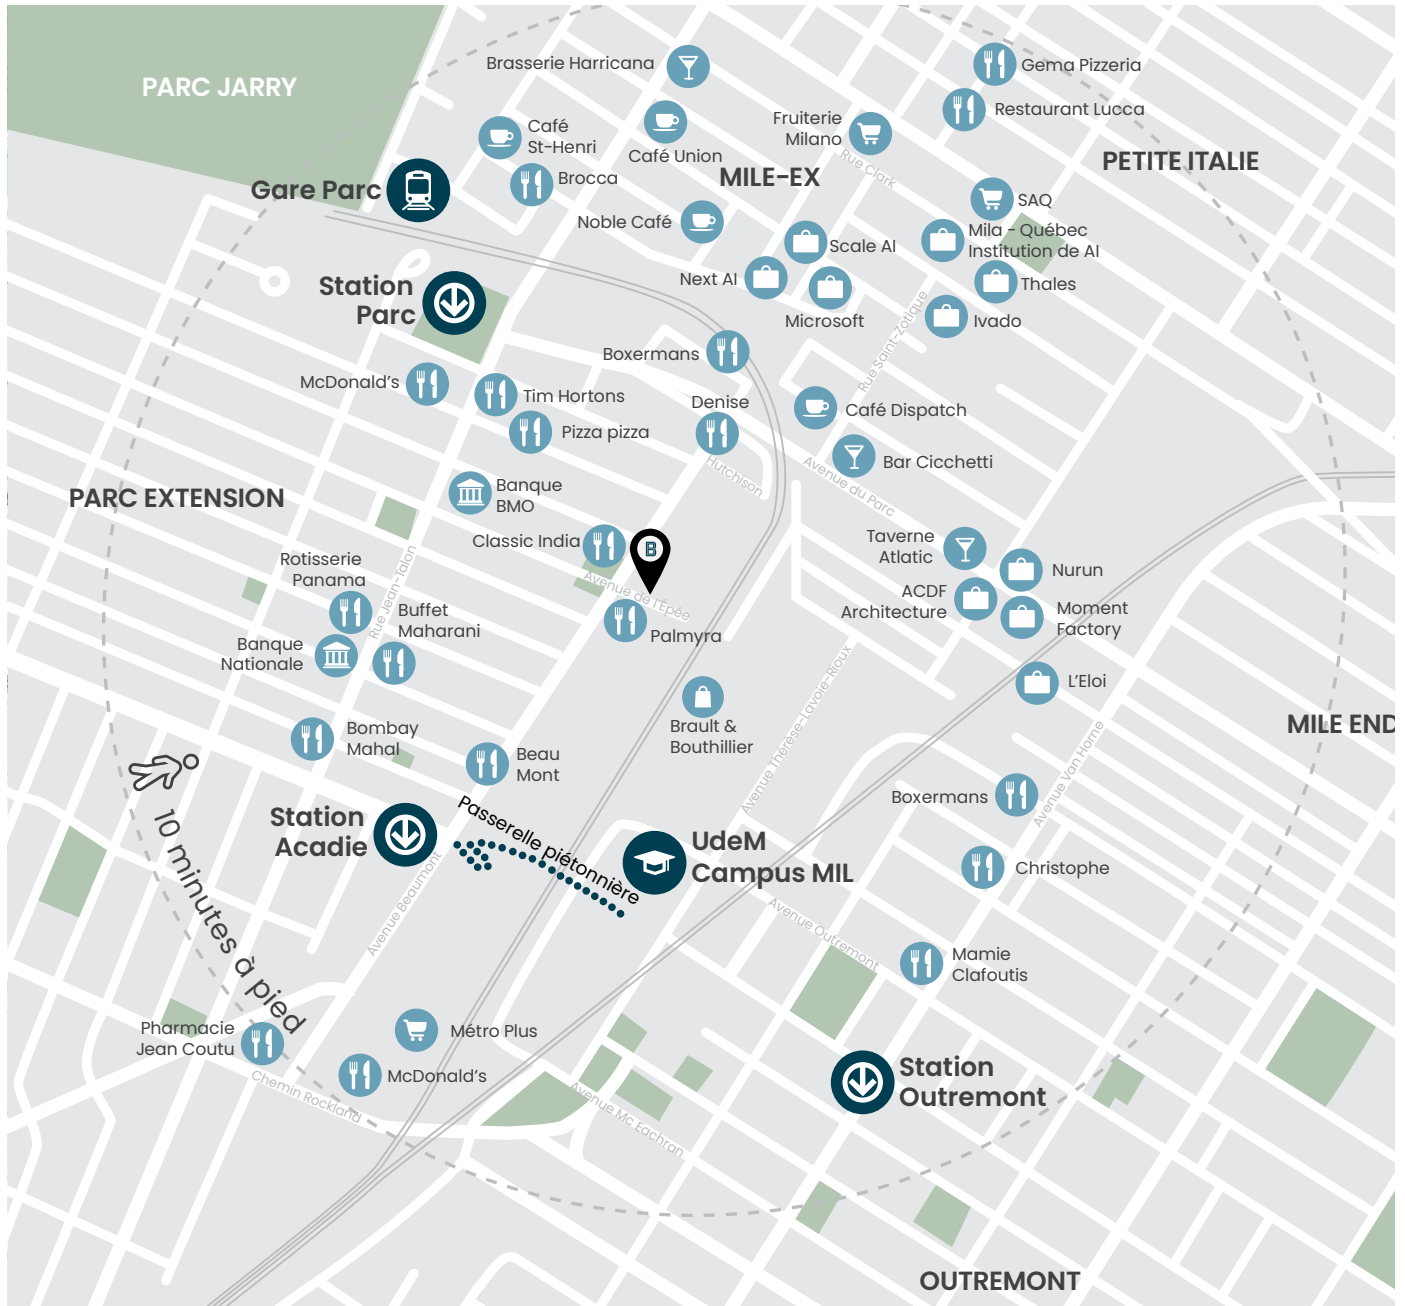 PARC JARRY
Brasserie Harricana
Gema Pizzeria
Restaurant Lucca
Café
St-Henri
Café Union
Fruiterie
Milano
Rue Clark
PETITE ITALIE
MILE-EX
Gare Parc
Brocca
Noble Café
SAQ
Mila - Québec
Institution de AI
Scale AI
Next AI
Thales
Microsoft
Ivado
Station
Parc
Rue Saint-Zotique
Boxermans
McDonald's
Tim Hortons
Denise
Pizza pizza
Café Dispatch
Hutchison
Bar Cicchetti
Avenue du Parc
PARC EXTENSION
Banque
BMO
Classic India
B
Taverne
Atlatic
Nurun
Rotisserie
Panama
Rue Jean-Talon
Avenue de l'Épée
ACDF
Architecture
Moment
Factory
Buffet
Maharani
Palmyra
Banque
Nationale
L'Eloi
Avenue Thérèse-Lavoie-Rioux
Brault &
Bouthillier
MILE END
Bombay
Mahal
Beau
Mont
Avenue Van Horne
Boxermans
Passerelle piétonnière
Station
Acadie
UdeM
Campus MIL
10 minutes à pied
Christophe
Avenue Beaumont
Avenue Outremont
Mamie
Clafoutis
Pharmacie
Jean Coutu
Métro Plus
McDonald's
Chemin Rockland
Avenue Mc Eachran
Station
Outremont
OUTREMONT